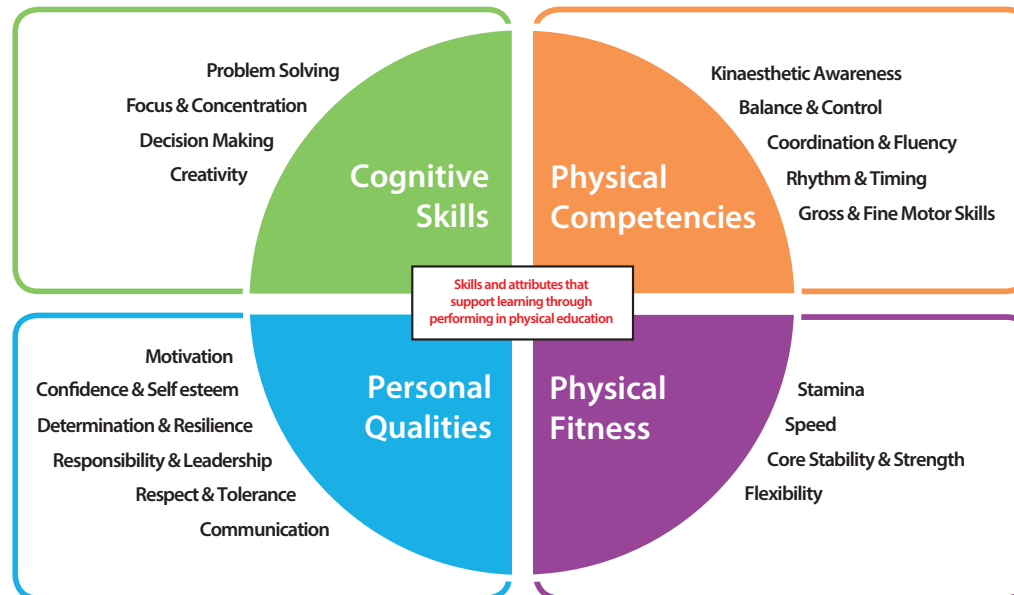 Problem Solving
Focus & Concentration
Decision Making
Creativity
Cognitive
Skills
Kinaesthetic Awareness
Balance & Control
Coordination & Fluency
Rhythm & Timing
Gross & Fine Motor Skills
Physical
Competencies
Skills and attributes that
support learning through
performing in physical education
Motivation
Confidence & Self esteem
Determination & Resilience
Responsibility & Leadership
Respect & Tolerance
Communication
Personal
Qualities
Physical
Fitness
Stamina
Speed
Core Stability & Strength
Flexibility